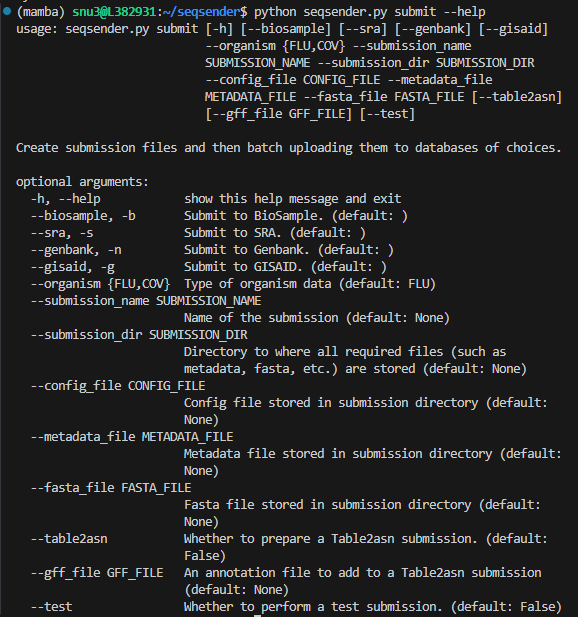 (mamba) snu3@L382931:~/seqsender$ python seqsender.py submit --help
usage: seqsender.py submit [-h] [--biosample] [--sra] [--genbank] [--gisaid]
--organism {FLU,COV} --submission_name
SUBMISSION_NAME --submission_dir SUBMISSION_DIR
--config_file CONFIG_FILE --metadata_file
METADATA_FILE --fasta_file FASTA_FILE [--table2asn]
[--gff_file GFF_FILE] [--test]
Create submission files and then batch uploading them to databases of choices.
optional arguments:
-h, --help show this help message and exit
--biosample, -b Submit to BioSample. (default: )
--sra, -s Submit to SRA. (default: )
--genbank, -n Submit to Genbank. (default: )
--gisaid, -g Submit to GISAID. (default: )
--organism {FLU,COV} Type of organism data (default: FLU)
--submission_name SUBMISSION_NAME
Name of the submission (default: None)
--submission_dir SUBMISSION_DIR
Directory to where all required files (such as
metadata, fasta, etc.) are stored (default: None)
--config_file CONFIG_FILE
Config file stored in submission directory (default:
None)
--metadata_file METADATA_FILE
Metadata file stored in submission directory (default:
None)
--fasta_file FASTA_FILE
Fasta file stored in submission directory (default:
None)
--table2asn Whether to prepare a Table2asn submission. (default:
False)
--gff_file GFF_FILE An annotation file to add to a Table2asn submission
(default: None)
--test Whether to perform a test submission. (default: False)